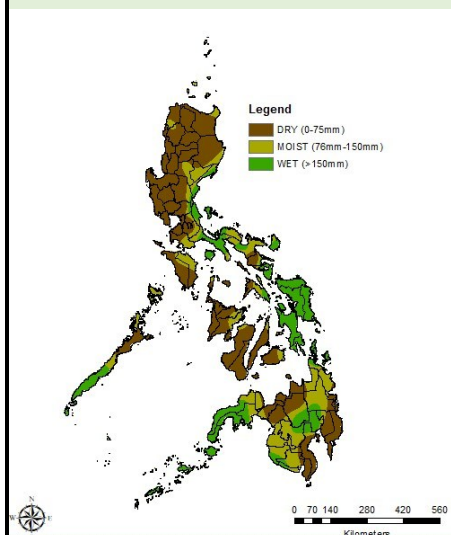 Legend
DRY (0-75mm)
MOIST (76mm-150mm)
WET (>150mm)
N
W E
S
0 70 140 280 420 560
Kilometers